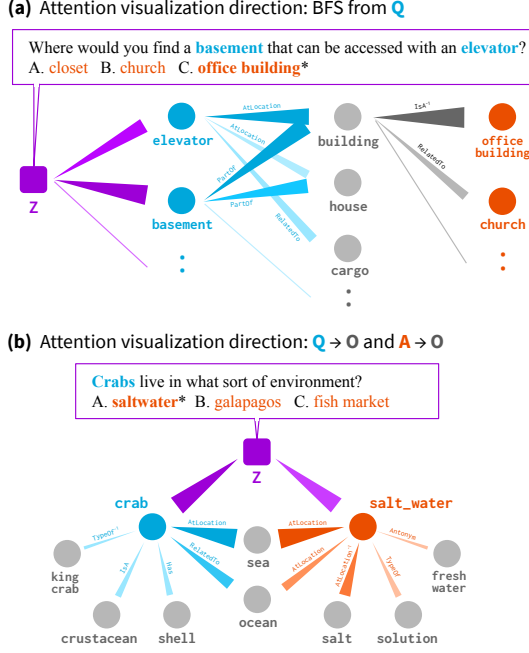 (a) Attention visualization direction: BFS from Q
Where would you find a basement that can be accessed with an elevator?
A. closet B. church C. office building*
Z
elevator
basement
AtLocation
AtLocation
PartOf
PartOf
RelatedTo
building
house
cargo
IsA⁻¹
RelatedTo
office
building
church
(b) Attention visualization direction: Q → O and A → O
Crabs live in what sort of environment?
A. saltwater* B. galapagos C. fish market
Z
crab
salt_water
TypeOf⁻¹
IsA
Has
AtLocation
RelatedTo
AtLocation
AtLocation
AtLocation⁻¹
TypeOf
Antonym
king
crab
crustacean
shell
sea
ocean
salt
solution
fresh
water